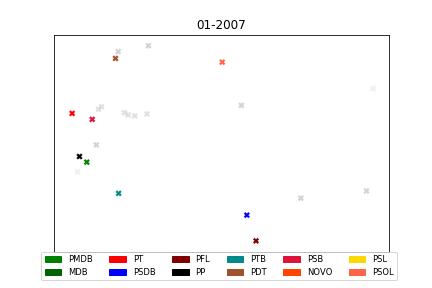 01-2007
PMDB PT PFL PTB PSB PSL
MDB PSDB PP PDT NOVO PSOL